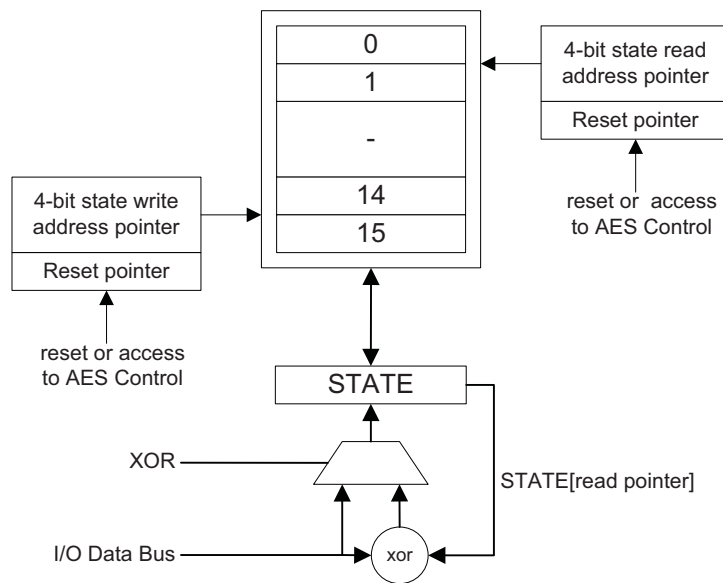 0
1
-
14
15
4-bit state read
address pointer
Reset pointer
reset or access
to AES Control
4-bit state write
address pointer
Reset pointer
reset or access
to AES Control
STATE
XOR
STATE[read pointer]
I/O Data Bus
xor